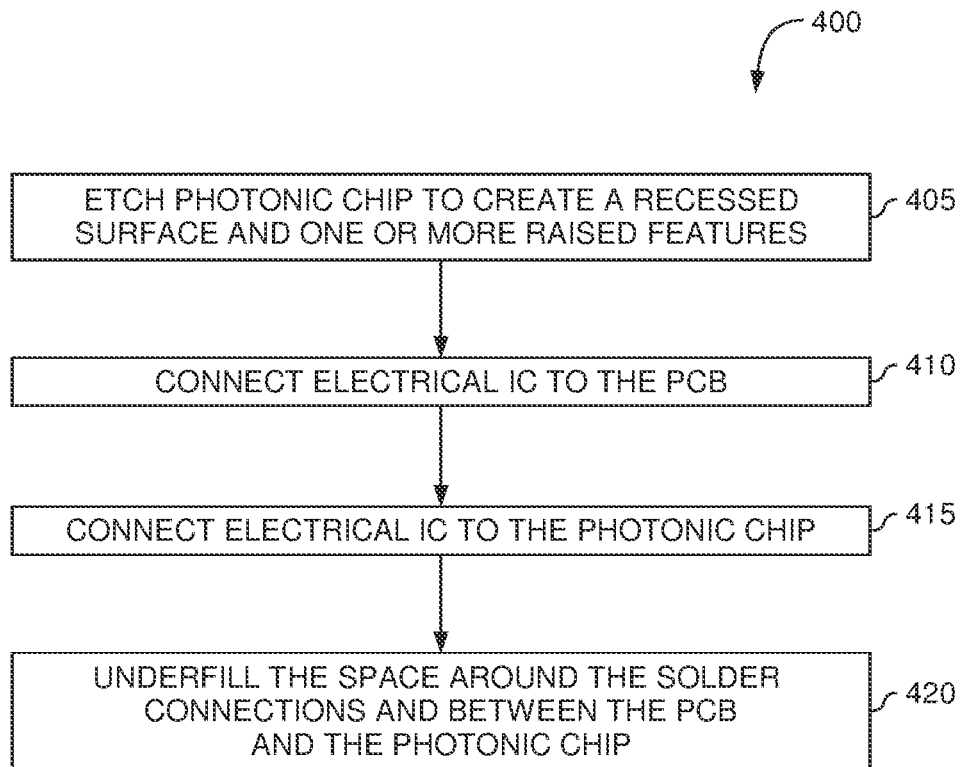 400
ETCH PHOTONIC CHIP TO CREATE A RECESSED
SURFACE AND ONE OR MORE RAISED FEATURES
405
CONNECT ELECTRICAL IC TO THE PCB
410
CONNECT ELECTRICAL IC TO THE PHOTONIC CHIP
415
UNDERFILL THE SPACE AROUND THE SOLDER
CONNECTIONS AND BETWEEN THE PCB
AND THE PHOTONIC CHIP
420